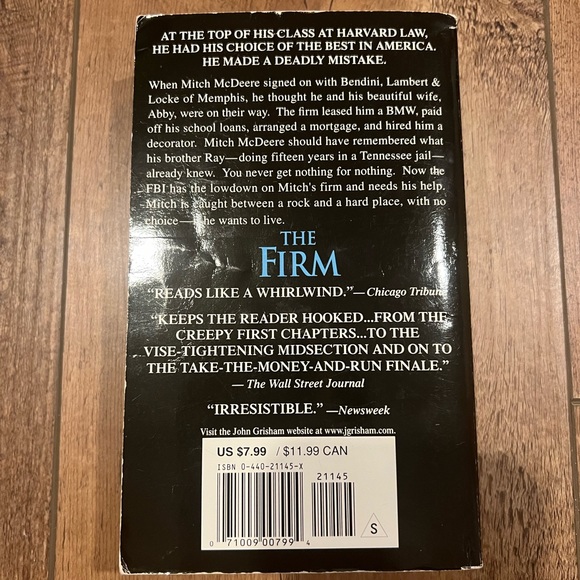 AT THE TOP OF HIS CLASS AT HARVARD LAW,
HE HAD HIS CHOICE OF THE BEST IN AMERICA.
HE MADE A DEADLY MISTAKE.
When Mitch McDeere signed on with Bendini, Lambert &
Locke of Memphis, he thought he and his beautiful wife,
Abby, were on their way. The firm leased him a BMW, paid
off his school loans, arranged a mortgage, and hired him a
decorator. Mitch McDeere should have remembered what
his brother Ray—doing fifteen years in a Tennessee jail—
already knew. You never get nothing for nothing. Now the
FBI has the lowdown on Mitch's firm and needs his help.
Mitch is caught between a rock and a hard place, with no
choice— he wants to live.
THE
FIRM
"READS LIKE A WHIRLWIND."—Chicago Tribune
"KEEPS THE READER HOOKED...FROM THE
CREEPY FIRST CHAPTERS...TO THE
VISE-TIGHTENING MIDSECTION AND ON TO
THE TAKE-THE-MONEY-AND-RUN FINALE."
— The Wall Street Journal
"IRRESISTIBLE."—Newsweek
Visit the John Grisham website at www.jgrisham.com.
US $7.99 / $11.99 CAN
ISBN 0-440-21145-X
21145
0 71009 00799 4
S